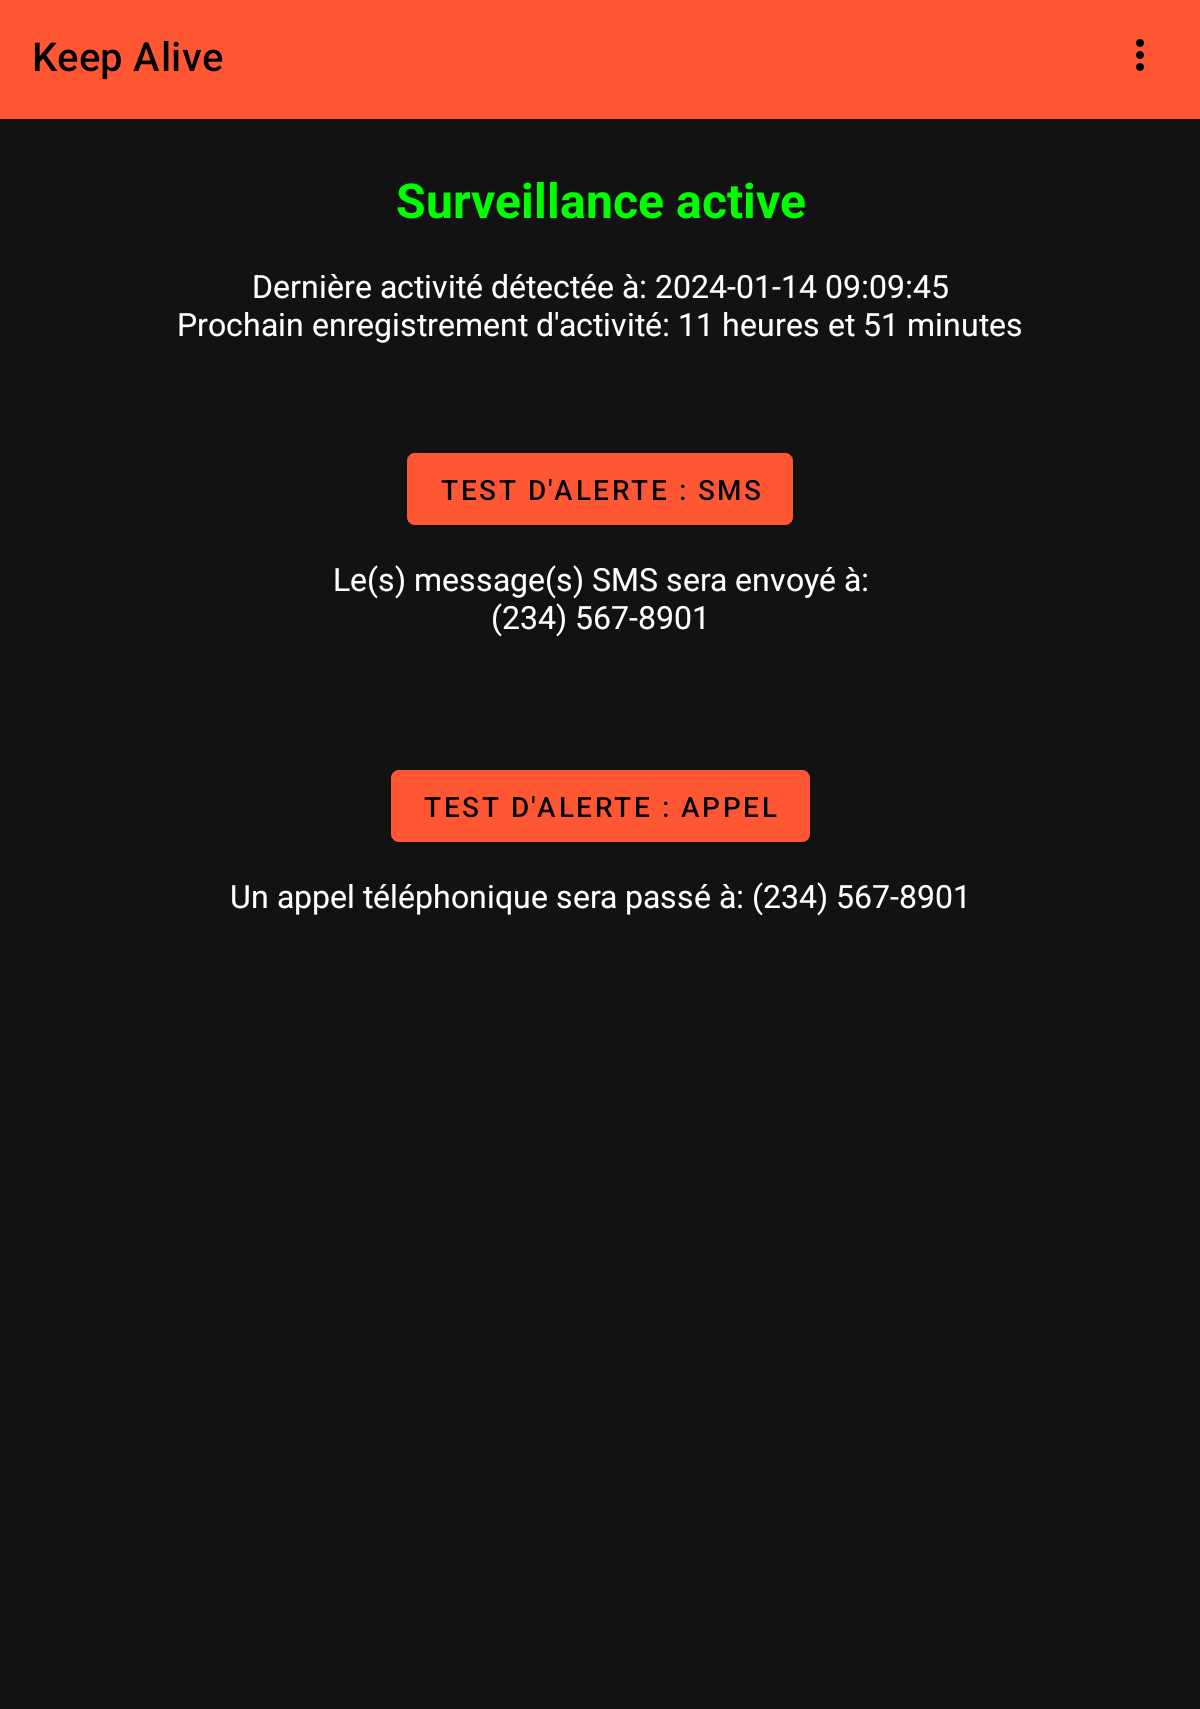 Keep Alive
Surveillance active
Dernière activité détectée à: 2024-01-14 09:09:45
Prochain enregistrement d'activité: 11 heures et 51 minutes
TEST D'ALERTE : SMS
Le(s) message(s) SMS sera envoyé à:
(234) 567-8901
TEST D'ALERTE : APPEL
Un appel téléphonique sera passé à: (234) 567-8901